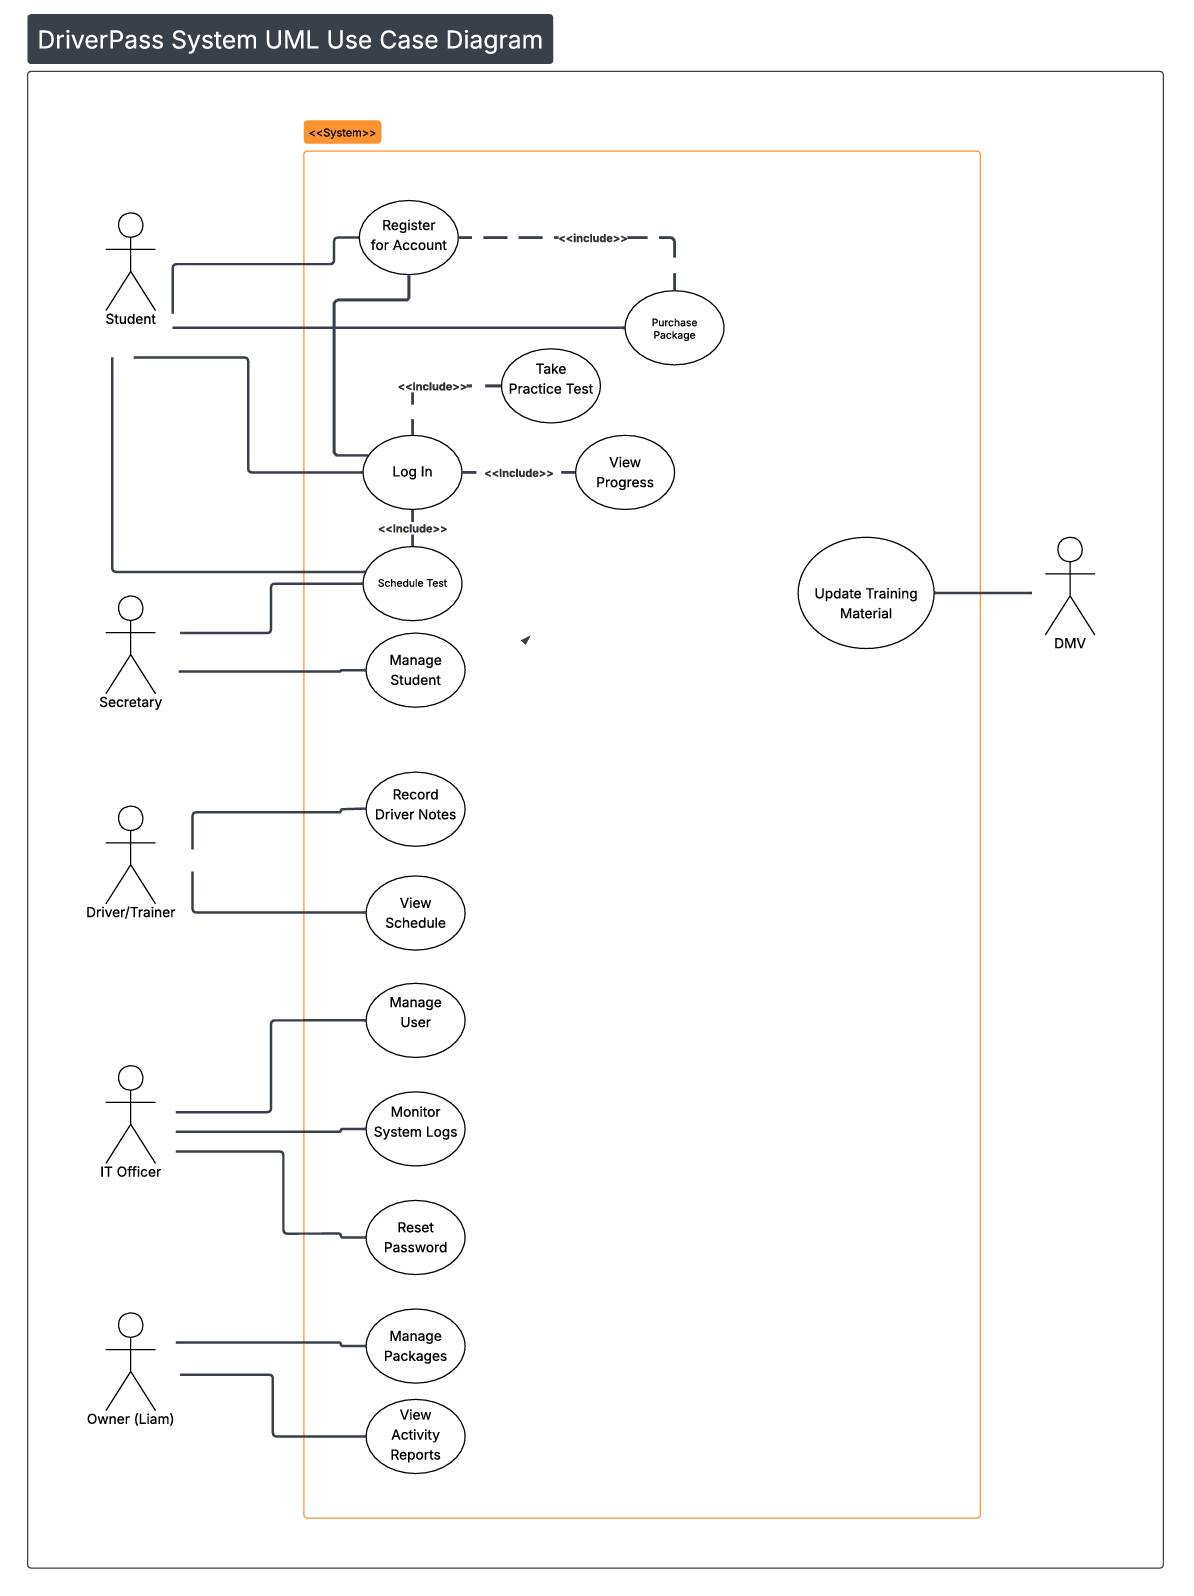 DriverPass System UML Use Case Diagram
<<System>>
Register
for Account
<<include>>
Student
Purchase
Package
Take
Practice Test
<<include>>
Log In
<<include>>
View
Progress
<<include>>
Schedule Test
Update Training
Material
DMV
Secretary
Manage
Student
Record
Driver Notes
Driver/Trainer
View
Schedule
Manage
User
Monitor
System Logs
IT Officer
Reset
Password
Manage
Packages
Owner (Liam)
View
Activity
Reports